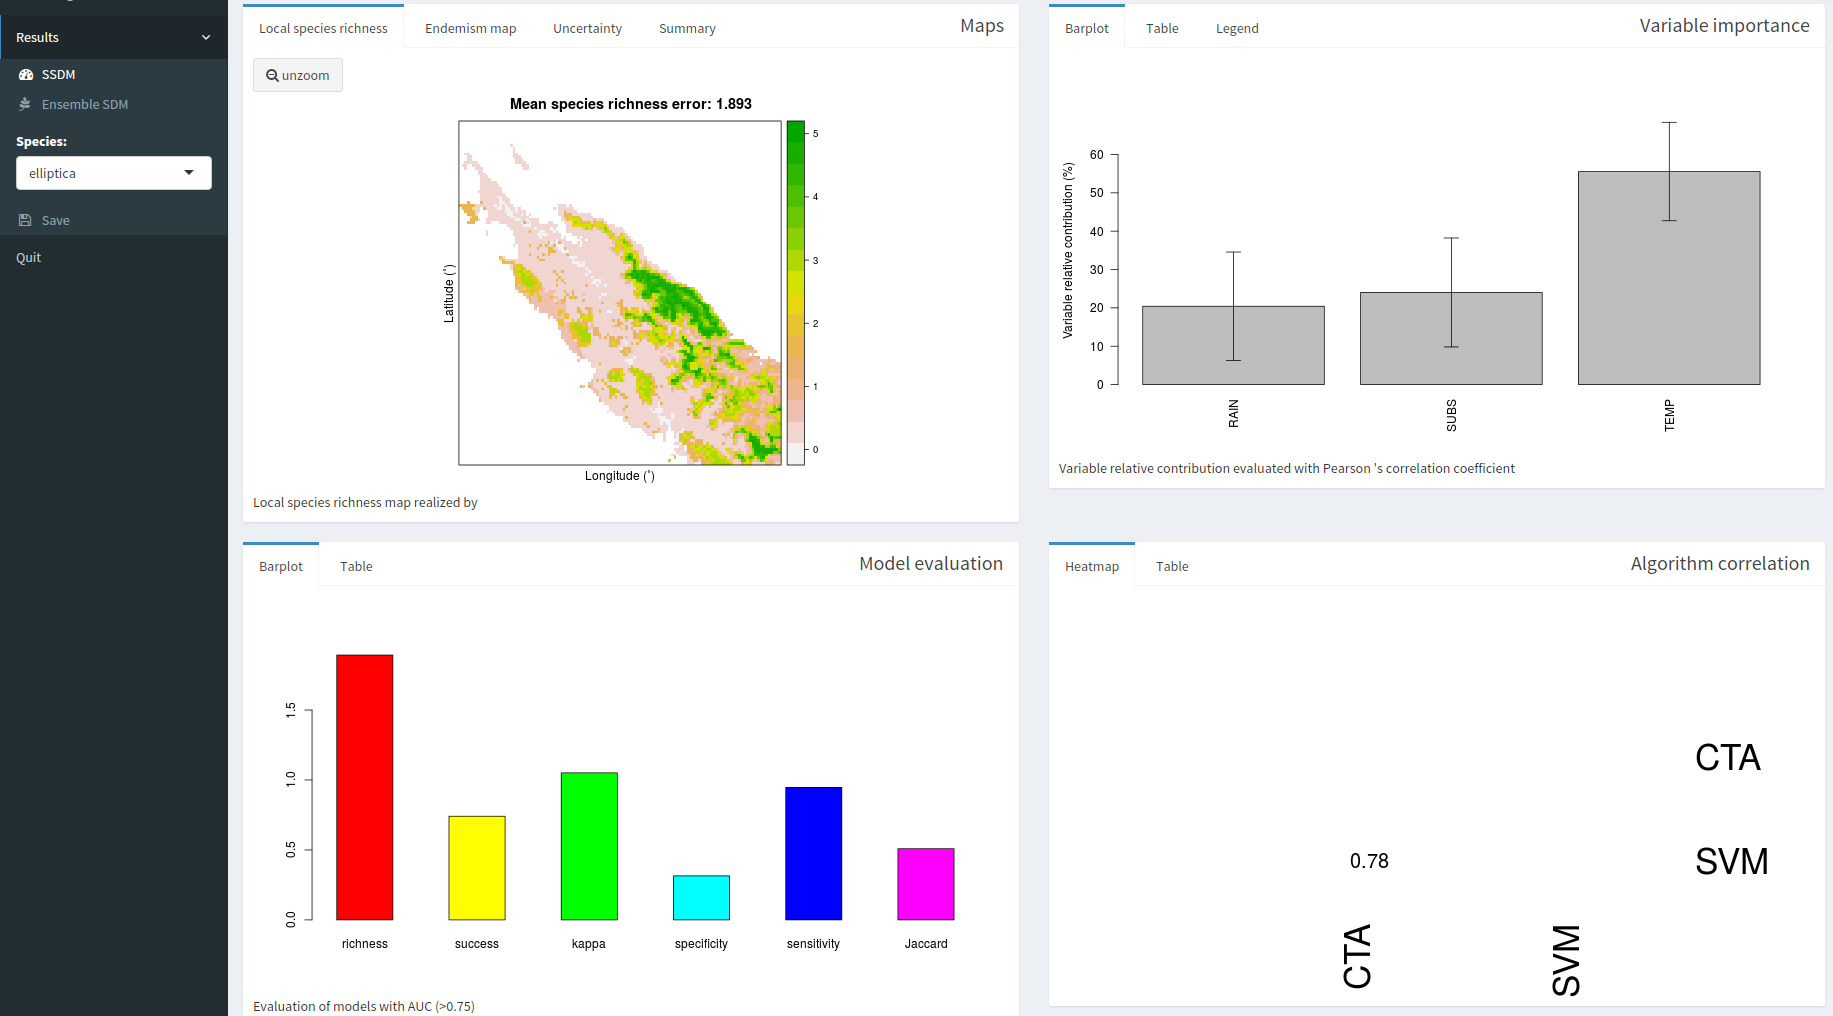 Results
SSDM
Ensemble SDM
Species:
elliptica
Save
Quit
Local species richness Endemism map Uncertainty Summary Maps
unzoom
Mean species richness error: 1.893
Latitude (°)
5
4
3
2
1
0
Longitude (°)
Local species richness map realized by
Barplot Table Legend Variable importance
Variable relative contribution (%)
60
50
40
30
20
10
0
RAIN SUBS TEMP
Variable relative contribution evaluated with Pearson 's correlation coefficient
Barplot Table Model evaluation
1.5
1.0
0.5
0.0
richness success kappa specificity sensitivity Jaccard
Evaluation of models with AUC (>0.75)
Heatmap Table Algorithm correlation
CTA
0.78 SVM
CTA SVM